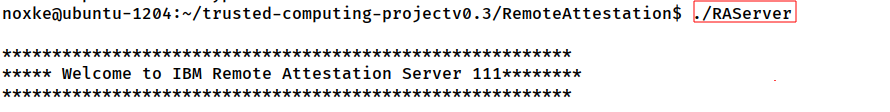 noxke@ubuntu-1204:~/trusted-computing-projectv0.3/RemoteAttestation$ ./RAServer
*********************************************************
***** Welcome to IBM Remote Attestation Server 111********
*********************************************************